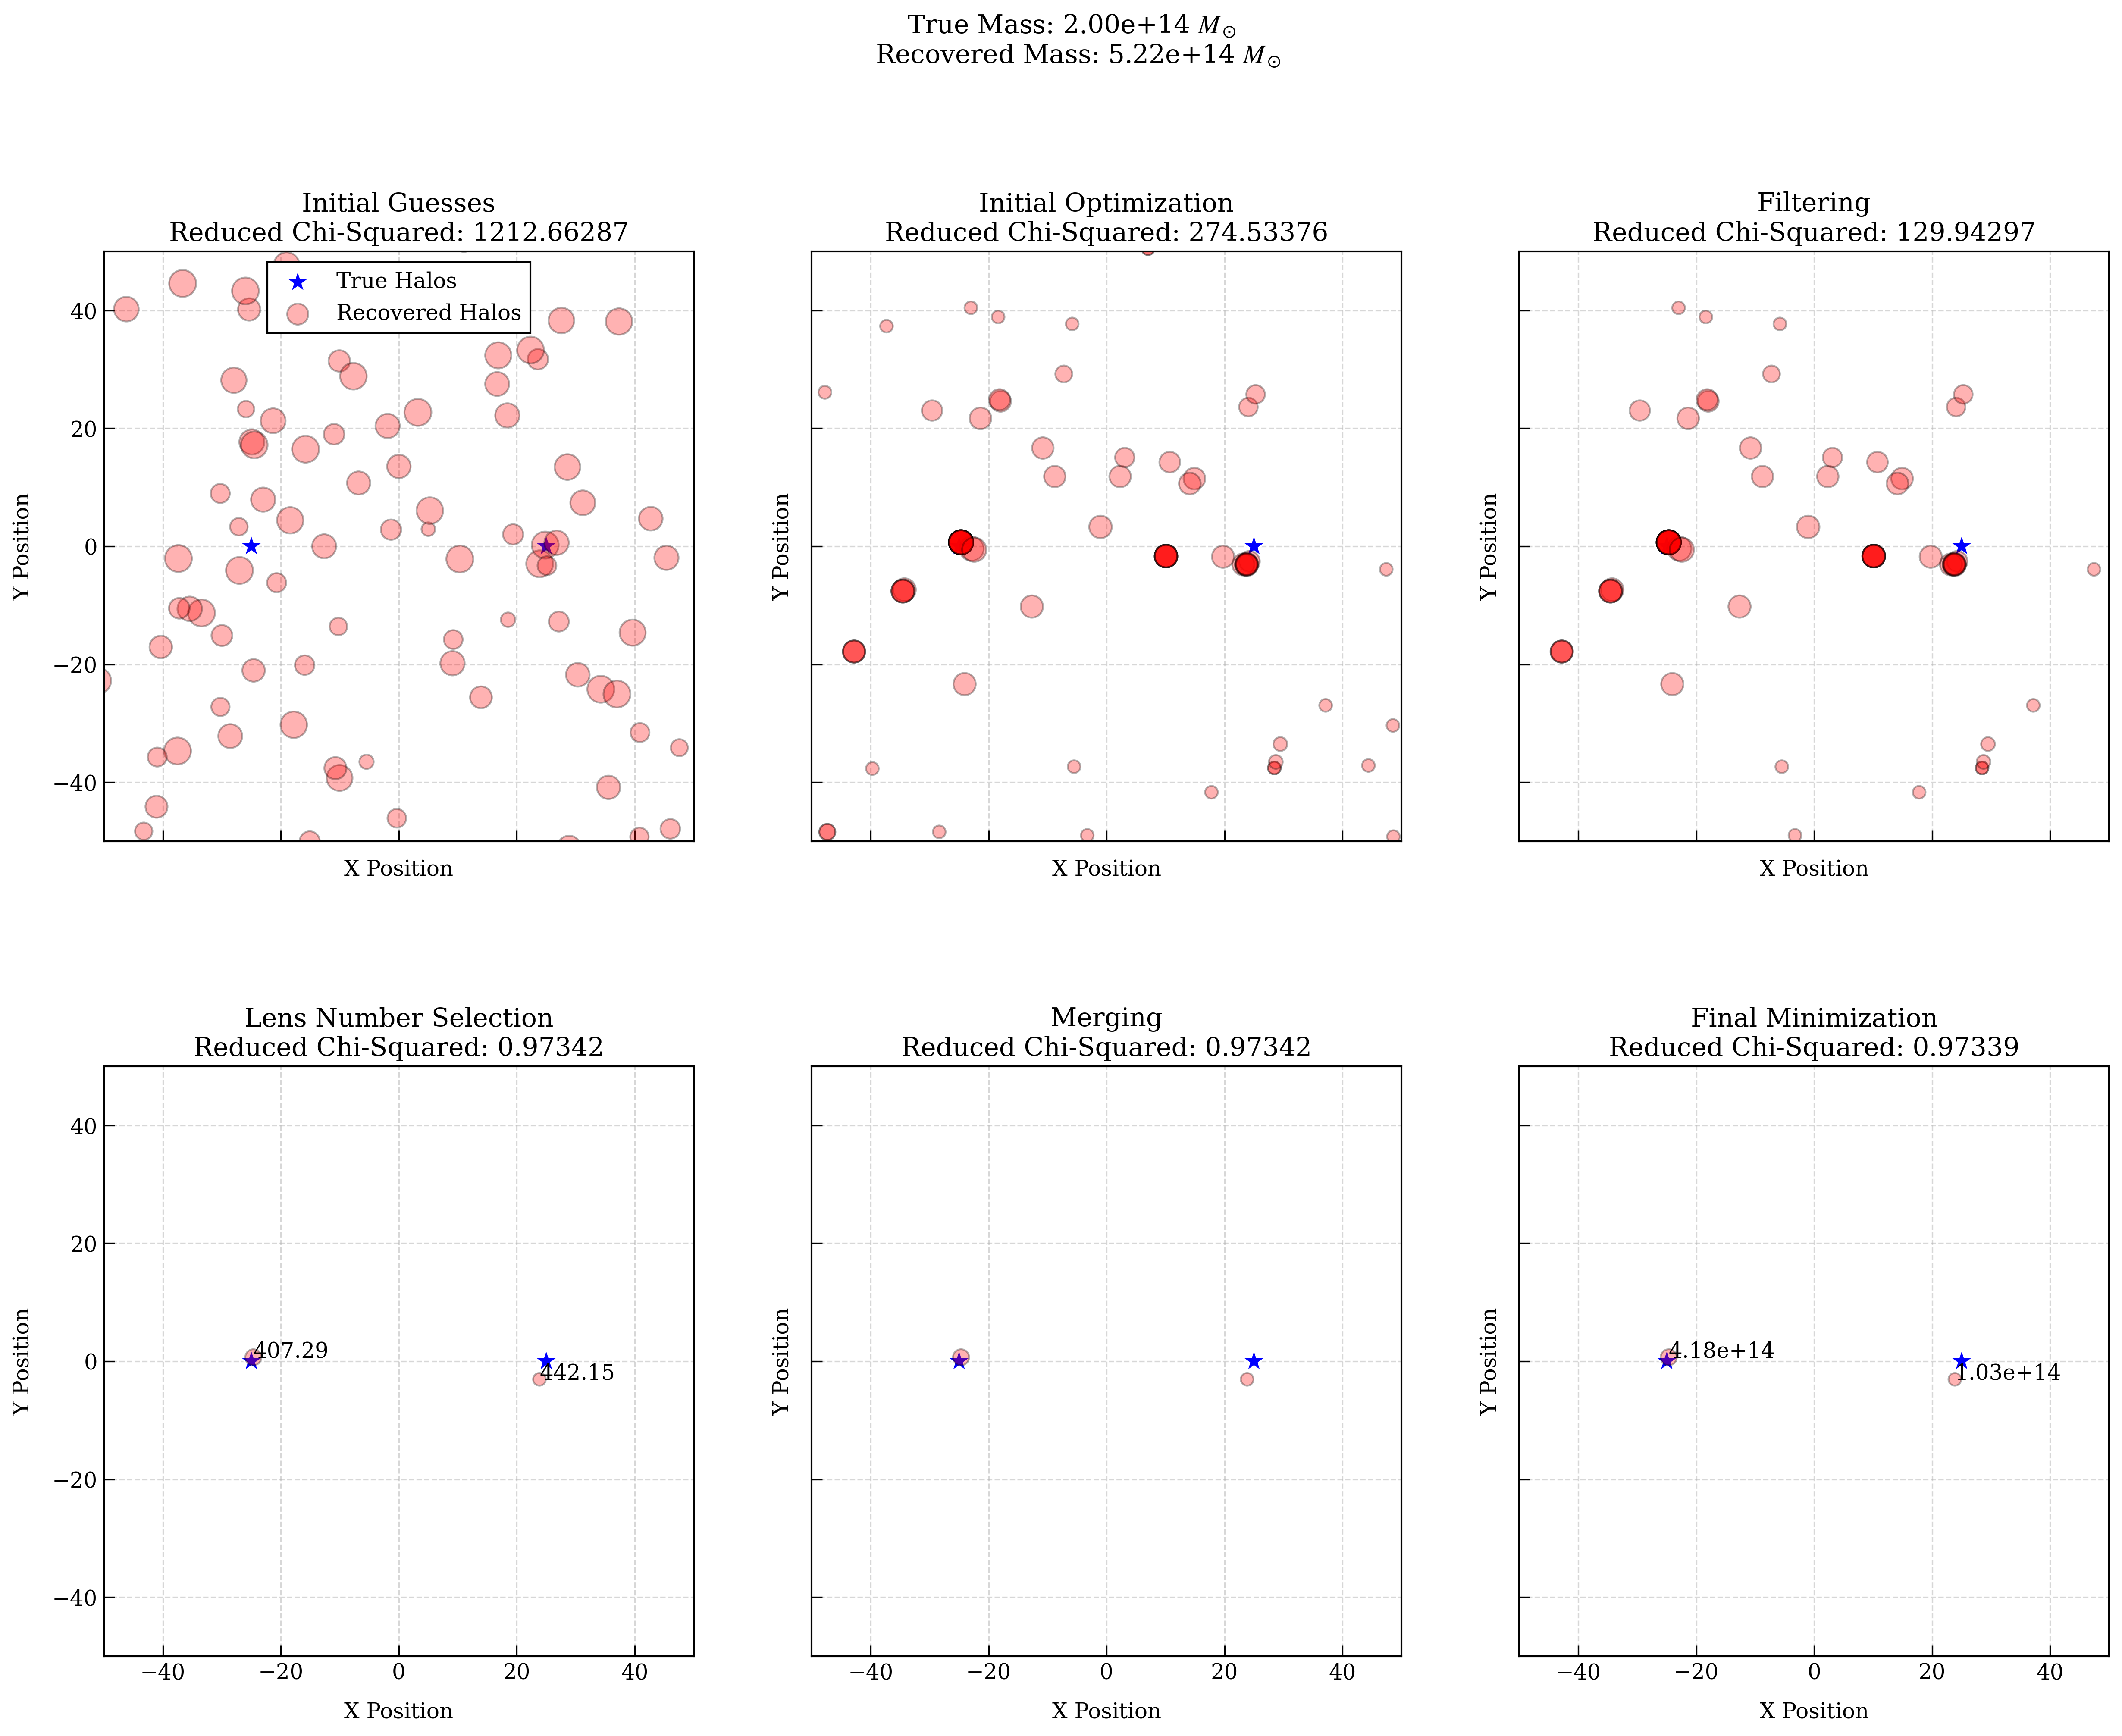 True Mass: 2.00e+14 M☉
Recovered Mass: 5.22e+14 M☉
Initial Guesses
Reduced Chi-Squared: 1212.66287
Initial Optimization
Reduced Chi-Squared: 274.53376
Filtering
Reduced Chi-Squared: 129.94297
True Halos
Recovered Halos
40
20
0
−20
−40
Y Position
Y Position
Y Position
X Position
X Position
X Position
Lens Number Selection
Reduced Chi-Squared: 0.97342
Merging
Reduced Chi-Squared: 0.97342
Final Minimization
Reduced Chi-Squared: 0.97339
40
20
0
−20
−40
Y Position
407.29
442.15
Y Position
Y Position
4.18e+14
1.03e+14
−40 −20 0 20 40
−40 −20 0 20 40
−40 −20 0 20 40
X Position
X Position
X Position